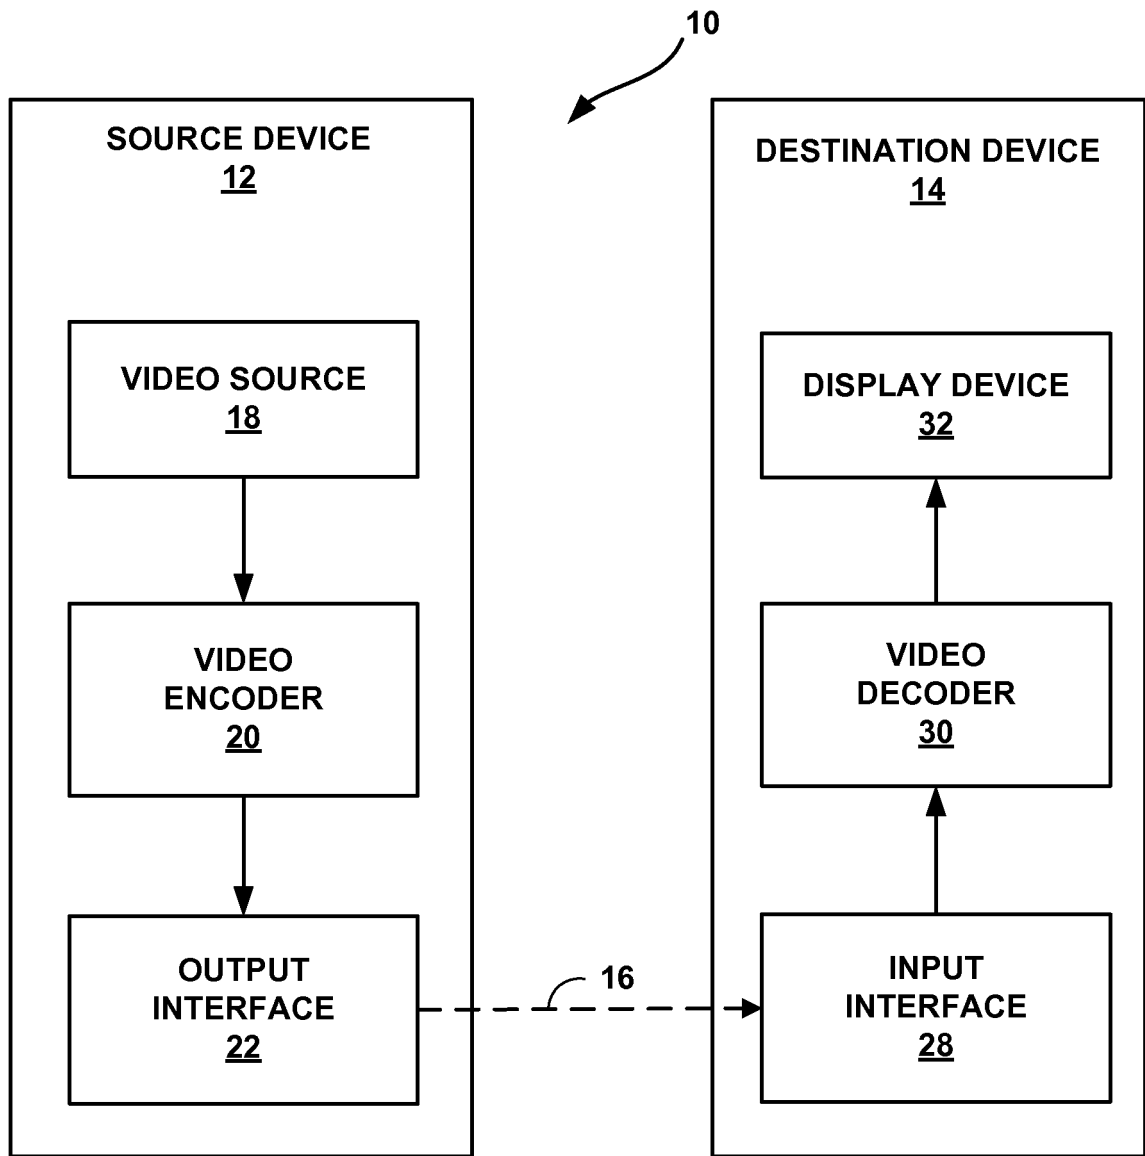 10
SOURCE DEVICE
12
VIDEO SOURCE
18
VIDEO
ENCODER
20
OUTPUT
INTERFACE
22
16
DESTINATION DEVICE
14
DISPLAY DEVICE
32
VIDEO
DECODER
30
INPUT
INTERFACE
28